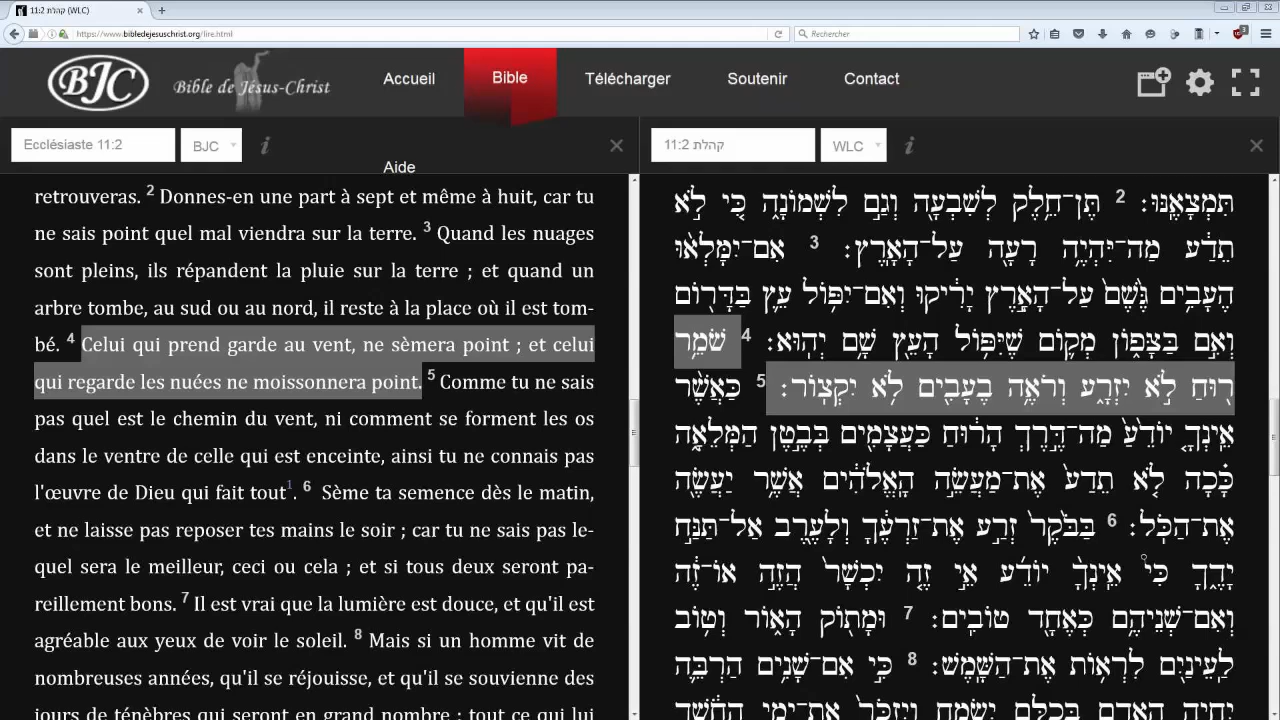 11:2 קהלת (WLC)
https://www.bibledejesuschrist.org/lire.html
Rechercher
BJC
Bible de Jésus-Christ
Accueil
Bible
Télécharger
Soutenir
Contact
Aide
Ecclésiaste 11:2
BJC
retrouveras. 2 Donnes-en une part à sept et même à huit, car tu
ne sais point quel mal viendra sur la terre. 3 Quand les nuages
sont pleins, ils répandent la pluie sur la terre ; et quand un
arbre tombe, au sud ou au nord, il reste à la place où il est tom-
bé. 4 Celui qui prend garde au vent, ne sèmera point ; et celui
qui regarde les nuées ne moissonnera point. 5 Comme tu ne sais
pas quel est le chemin du vent, ni comment se forment les os
dans le ventre de celle qui est enceinte, ainsi tu ne connais pas
l'œuvre de Dieu qui fait tout1. 6 Sème ta semence dès le matin,
et ne laisse pas reposer tes mains le soir ; car tu ne sais pas le-
quel sera le meilleur, ceci ou cela ; et si tous deux seront pa-
reillement bons. 7 Il est vrai que la lumière est douce, et qu'il est
agréable aux yeux de voir le soleil. 8 Mais si un homme vit de
nombreuses années, qu'il se réjouisse, et qu'il se souvienne des
jours de ténèbres qui seront en grand nombre ; tout ce qui lui
11:2 קהלת
WLC
תִּמְצָאֶֽנּוּ׃ 2 תֶּן־חֵ֥לֶק לְשִׁבְעָ֖ה וְגַ֣ם לִשְׁמוֹנָ֑ה כִּ֚י לֹ֣א
תֵדַ֔ע מַה־יִּהְיֶ֥ה רָעָ֖ה עַל־הָאָֽרֶץ׃ 3 אִם־יִמָּלְא֨וּ
הֶעָבִ֥ים גֶּ֙שֶׁם֙ עַל־הָאָ֣רֶץ יָרִ֔יקוּ וְאִם־יִפּ֥וֹל עֵ֛ץ בַּדָּר֖וֹם
וְאִ֣ם בַּצָּפ֑וֹן מְק֛וֹם שֶׁיִּפּ֥וֹל הָעֵ֖ץ שָׁ֥ם יְהֽוּא׃ 4 שֹׁמֵ֥ר
ר֖וּחַ לֹ֣א יִזְרָ֑ע וְרֹאֶ֥ה בֶעָבִ֖ים לֹ֥א יִקְצֽוֹר׃ 5 כַּאֲשֶׁ֨ר
אֵֽינְךָ֤ יוֹדֵ֙עַ֙ מַה־דֶּ֣רֶךְ הָר֔וּחַ כַּעֲצָמִ֖ים בְּבֶ֣טֶן הַמְּלֵאָ֑ה
כָּ֗כָה לֹ֤א תֵדַע֙ אֶת־מַעֲשֵׂ֣ה הָֽאֱלֹהִ֔ים אֲשֶׁ֥ר יַעֲשֶׂ֖ה
אֶת־הַכֹּֽל׃ 6 בַּבֹּ֙קֶר֙ זְרַ֣ע אֶת־זַרְעֶ֔ךָ וְלָעֶ֖רֶב אַל־תַּנַּ֣ח
יָדֶ֑ךָ כִּי֩ אֵֽינְךָ֨ יוֹדֵ֜ע אֵ֣י זֶ֤ה יִכְשָׁר֙ הֲזֶ֣ה אוֹ־זֶ֔ה
וְאִם־שְׁנֵיהֶ֥ם כְּאֶחָ֖ד טוֹבִֽים׃ 7 וּמָת֖וֹק הָא֑וֹר וְט֥וֹב
לַֽעֵינַ֖יִם לִרְא֥וֹת אֶת־הַשָּֽׁמֶשׁ׃ 8 כִּ֣י אִם־שָׁנִ֥ים הַרְבֵּ֛ה
יִחְיֶ֥ה הָאָדָ֖ם בְּכֻלָּ֣ם יִשְׂמָ֑ח וְיִזְכֹּר֙ אֶת־יְמֵ֣י הַחֹ֔שֶׁךְ